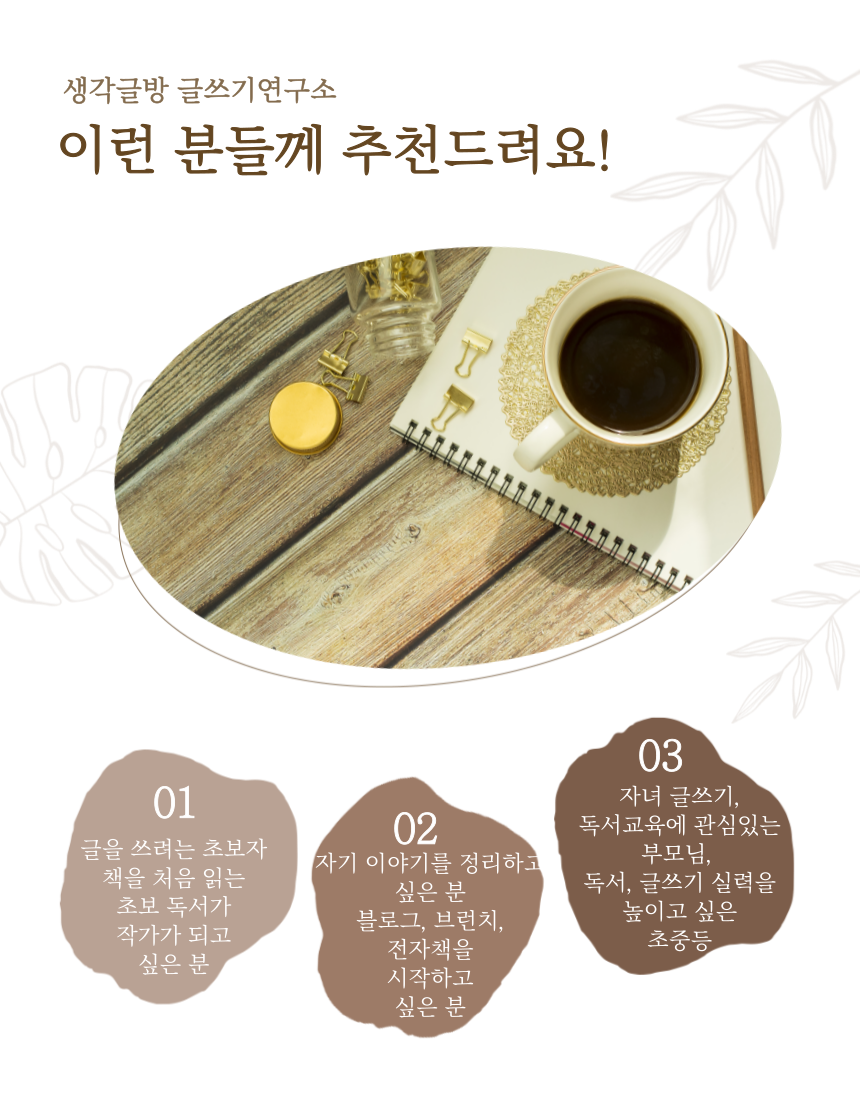 생각글방 글쓰기연구소
이런 분들께 추천드려요!
01
글을 쓰려는 초보자
책을 처음 읽는
초보 독서가
작가가 되고
싶은 분
02
자기 이야기를 정리하고
싶은 분
블로그, 브런치,
전자책을
시작하고
싶은 분
03
자녀 글쓰기,
독서교육에 관심있는
부모님,
독서, 글쓰기 실력을
높이고 싶은
초중등